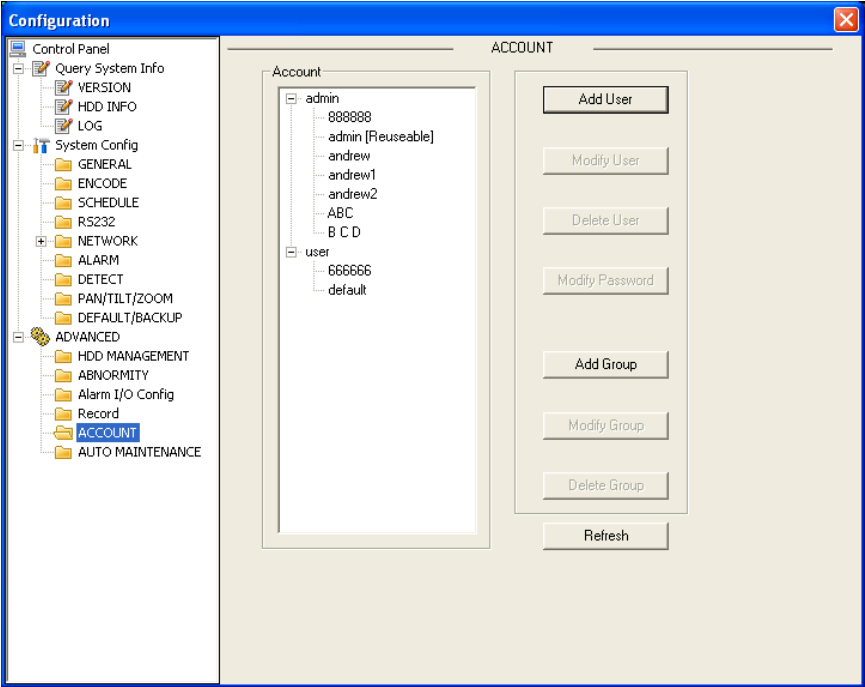 Configuration
Control Panel
Query System Info
VERSION
HDD INFO
LOG
System Config
GENERAL
ENCODE
SCHEDULE
RS232
NETWORK
ALARM
DETECT
PAN/TILT/ZOOM
DEFAULT/BACKUP
ADVANCED
HDD MANAGEMENT
ABNORMITY
Alarm I/O Config
Record
ACCOUNT
AUTO MAINTENANCE
ACCOUNT
Account
admin
888888
admin [Reuseable]
andrew
andrew1
andrew2
ABC
B C D
user
666666
default
Add User
Modify User
Delete User
Modify Password
Add Group
Modify Group
Delete Group
Refresh